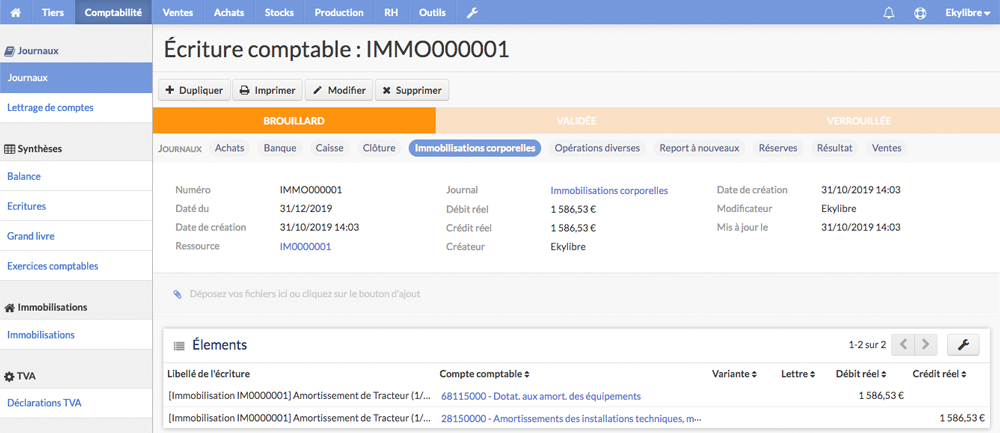 Tiers Comptabilité Ventes Achats Stocks Production RH Outils Ekylibre
Journaux
Journaux
Lettrage de comptes
Synthèses
Balance
Ecritures
Grand livre
Exercices comptables
Immobilisations
Immobilisations
TVA
Déclarations TVA
Écriture comptable : IMMO000001
Dupliquer Imprimer Modifier Supprimer
BROUILLARD VALIDÉE VERROUILLÉE
JOURNAUX Achats Banque Caisse Clôture Immobilisations corporelles Opérations diverses Report à nouveaux Réserves Résultat Ventes
Numéro IMMO000001 Journal Immobilisations corporelles Date de création 31/10/2019 14:03
Daté du 31/12/2019 Débit réel 1 586,53 € Modificateur Ekylibre
Date de création 31/10/2019 14:03 Crédit réel 1 586,53 € Mis à jour le 31/10/2019 14:03
Ressource IM0000001 Créateur Ekylibre
Déposez vos fichiers ici ou cliquez sur le bouton d'ajout
Élements 1-2 sur 2
Libellé de l'écriture Compte comptable Variante Lettre Débit réel Crédit réel
[Immobilisation IM0000001] Amortissement de Tracteur (1/... 68115000 - Dotat. aux amort. des équipements 1 586,53 €
[Immobilisation IM0000001] Amortissement de Tracteur (1/... 28150000 - Amortissements des installations techniques, m... 1 586,53 €